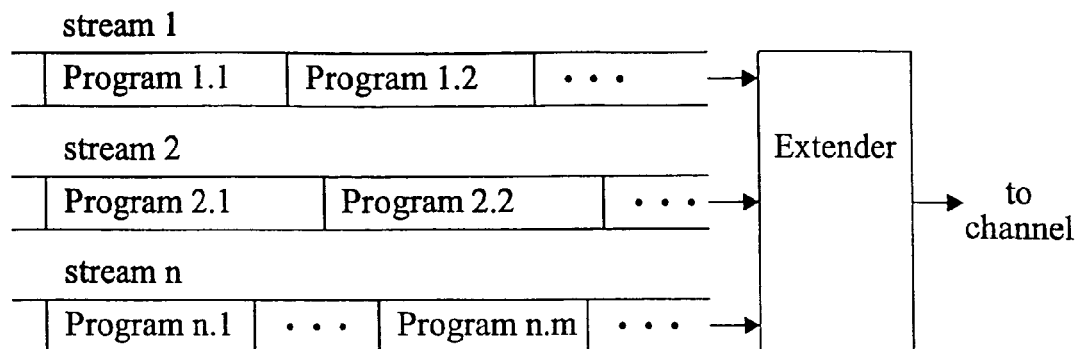 stream 1
Program 1.1 Program 1.2 • • •
stream 2
Program 2.1 Program 2.2 • • •
stream n
Program n.1 • • • Program n.m • • •
Extender
to
channel